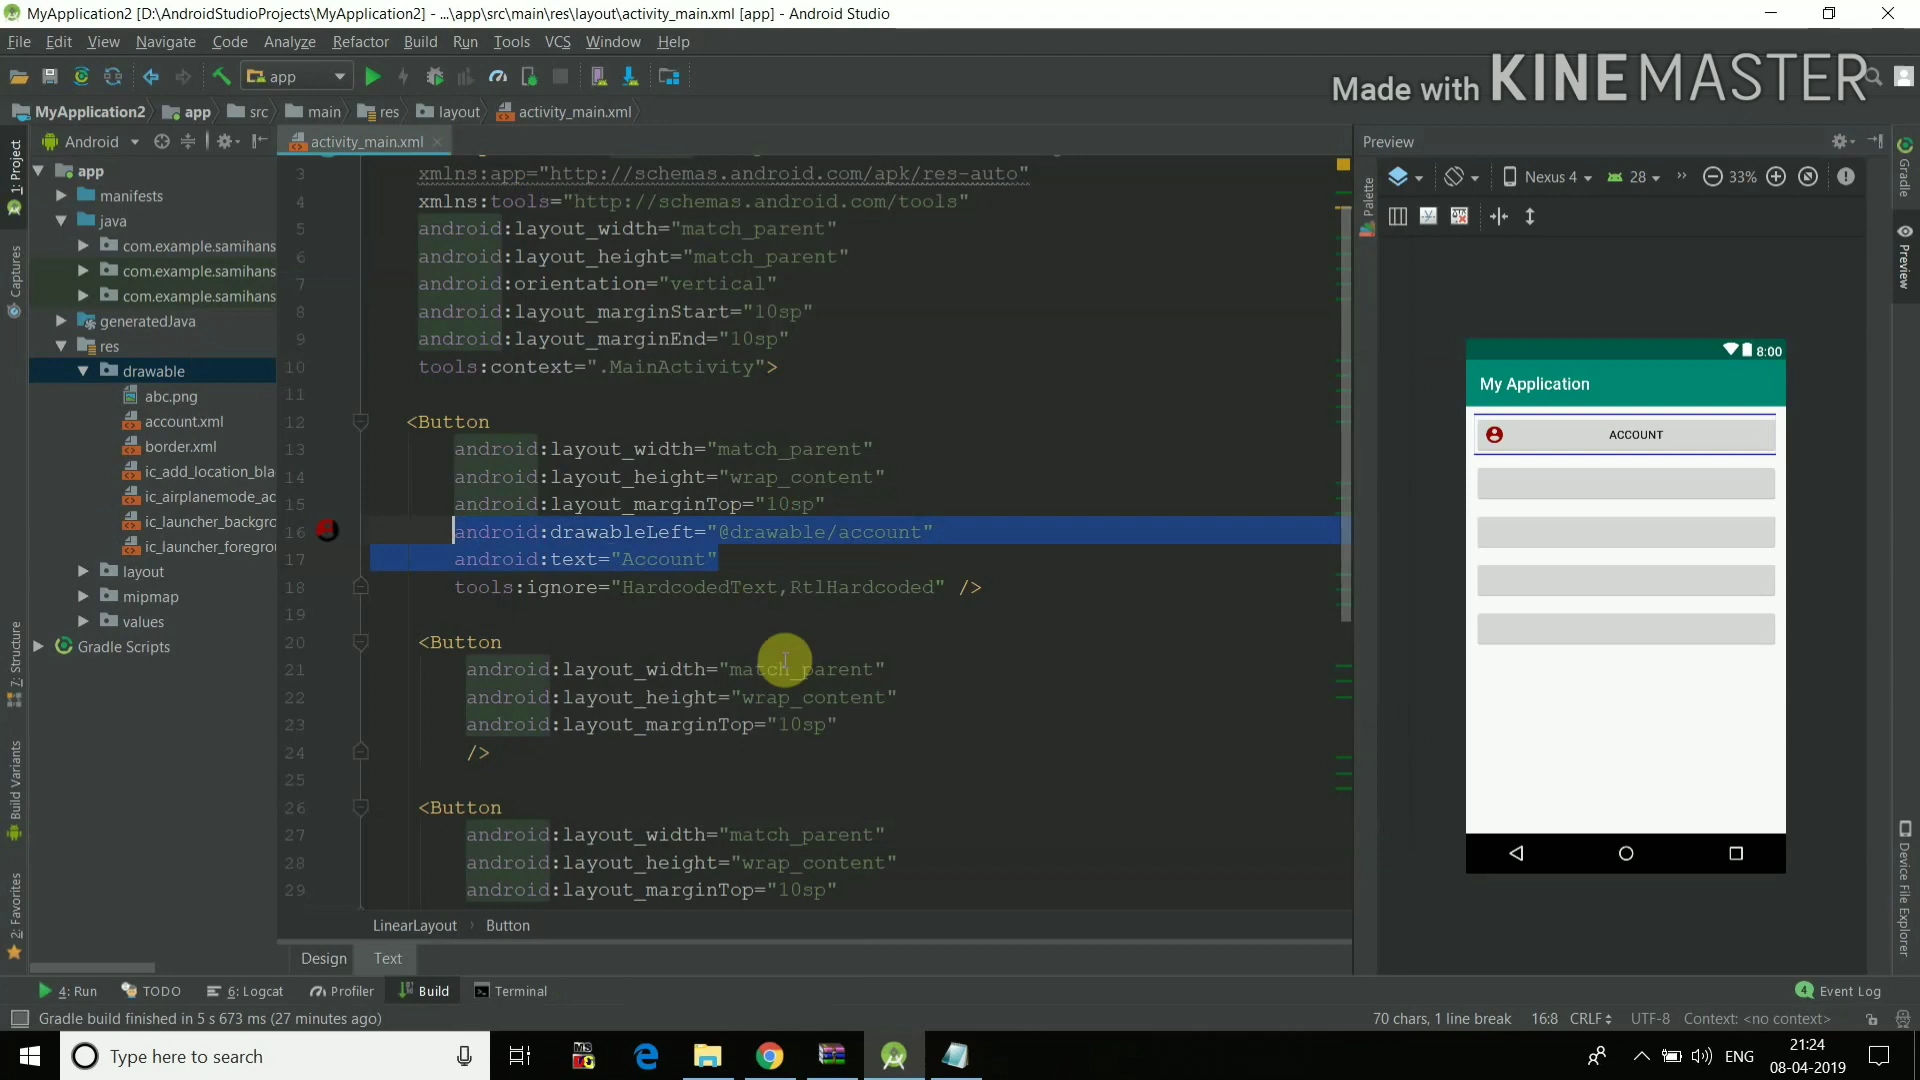 MyApplication2 [D:\AndroidStudioProjects\MyApplication2] - ...\app\src\main\res\layout\activity_main.xml [app] - Android Studio
File Edit View Navigate Code Analyze Refactor Build Run Tools VCS Window Help
app
Made with KINEMASTER
MyApplication2 app src main res layout activity_main.xml
Android
activity_main.xml
Preview
1: Project
Captures
7: Structure
Build Variants
2: Favorites
app
manifests
java
com.example.samihans
com.example.samihans
com.example.samihans
generatedJava
res
drawable
abc.png
account.xml
border.xml
ic_add_location_bla
ic_airplanemode_ac
ic_launcher_backgro
ic_launcher_foregrou
layout
mipmap
values
Gradle Scripts
3 xmlns:app="http://schemas.android.com/apk/res-auto"
4 xmlns:tools="http://schemas.android.com/tools"
5 android:layout_width="match_parent"
6 android:layout_height="match_parent"
7 android:orientation="vertical"
8 android:layout_marginStart="10sp"
9 android:layout_marginEnd="10sp"
10 tools:context=".MainActivity">
11
12 <Button
13 android:layout_width="match_parent"
14 android:layout_height="wrap_content"
15 android:layout_marginTop="10sp"
16 android:drawableLeft="@drawable/account"
17 android:text="Account"
18 tools:ignore="HardcodedText,RtlHardcoded" />
19
20 <Button
21 android:layout_width="match_parent"
22 android:layout_height="wrap_content"
23 android:layout_marginTop="10sp"
24 />
25
26 <Button
27 android:layout_width="match_parent"
28 android:layout_height="wrap_content"
29 android:layout_marginTop="10sp"
LinearLayout › Button
Design Text
Palette
Nexus 4 28 » 33%
8:00
My Application
ACCOUNT
Gradle
Preview
Device File Explorer
4: Run TODO 6: Logcat Profiler Build Terminal
4 Event Log
Gradle build finished in 5 s 673 ms (27 minutes ago)
70 chars, 1 line break 16:8 CRLF UTF-8 Context: <no context>
Type here to search
ENG
21:24
08-04-2019